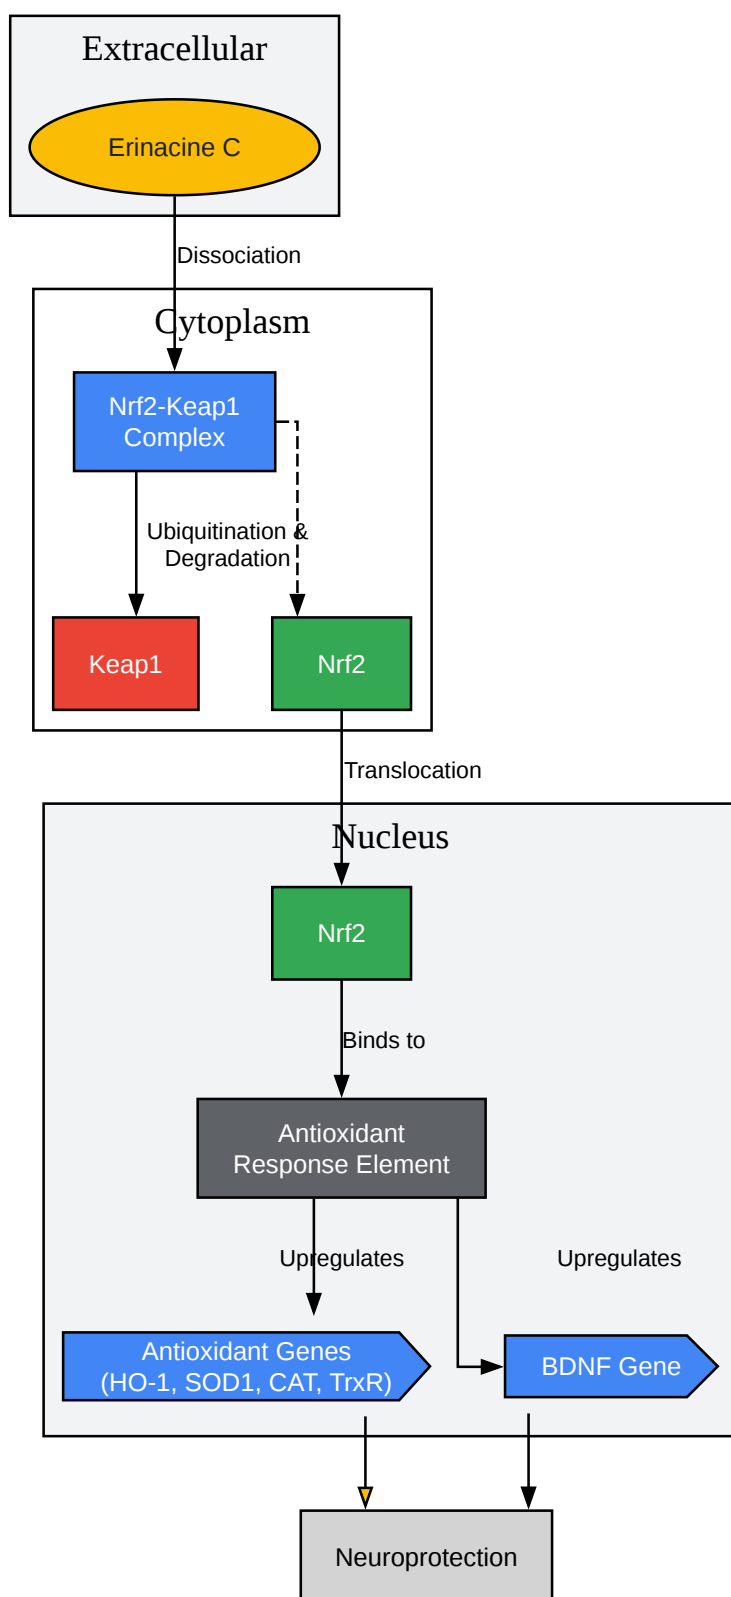 Extracellular
Erinacine C
Dissociation
Cytoplasm
Nrf2-Keap1
Complex
Ubiquitination &
Degradation
Keap1
Nrf2
Translocation
Nucleus
Nrf2
Binds to
Antioxidant
Response Element
Upregulates
Upregulates
Antioxidant Genes
(HO-1, SOD1, CAT, TrxR)
BDNF Gene
Neuroprotection